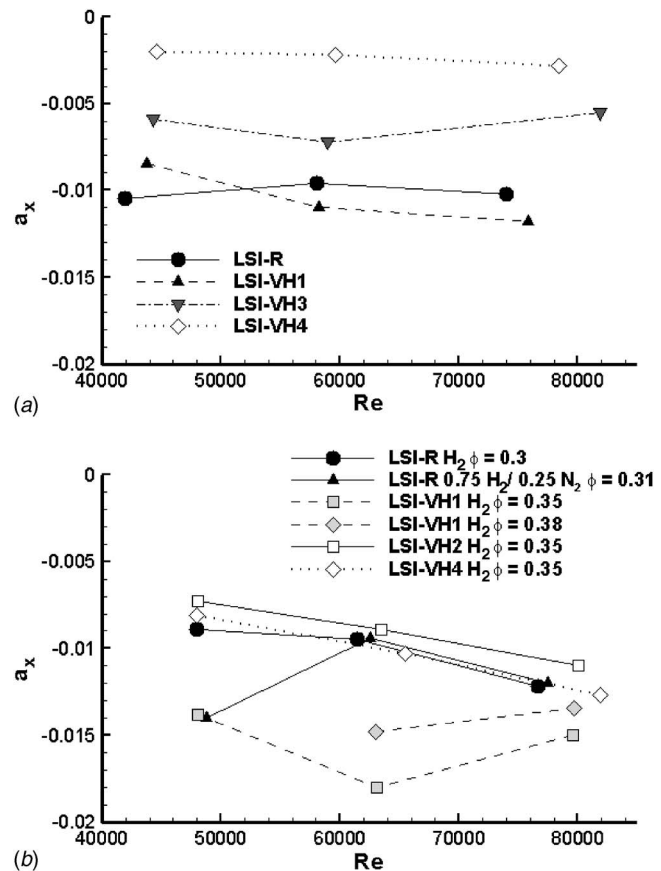 0
-0.005
-0.01
-0.015
-0.02
a_x
LSI-R
LSI-VH1
LSI-VH3
LSI-VH4
40000 50000 60000 70000 80000
Re
(a)
LSI-R H₂ ϕ = 0.3
LSI-R 0.75 H₂/ 0.25 N₂ ϕ = 0.31
LSI-VH1 H₂ ϕ = 0.35
LSI-VH1 H₂ ϕ = 0.38
LSI-VH2 H₂ ϕ = 0.35
LSI-VH4 H₂ ϕ = 0.35
0
-0.005
-0.01
-0.015
-0.02
a_x
40000 50000 60000 70000 80000
Re
(b)